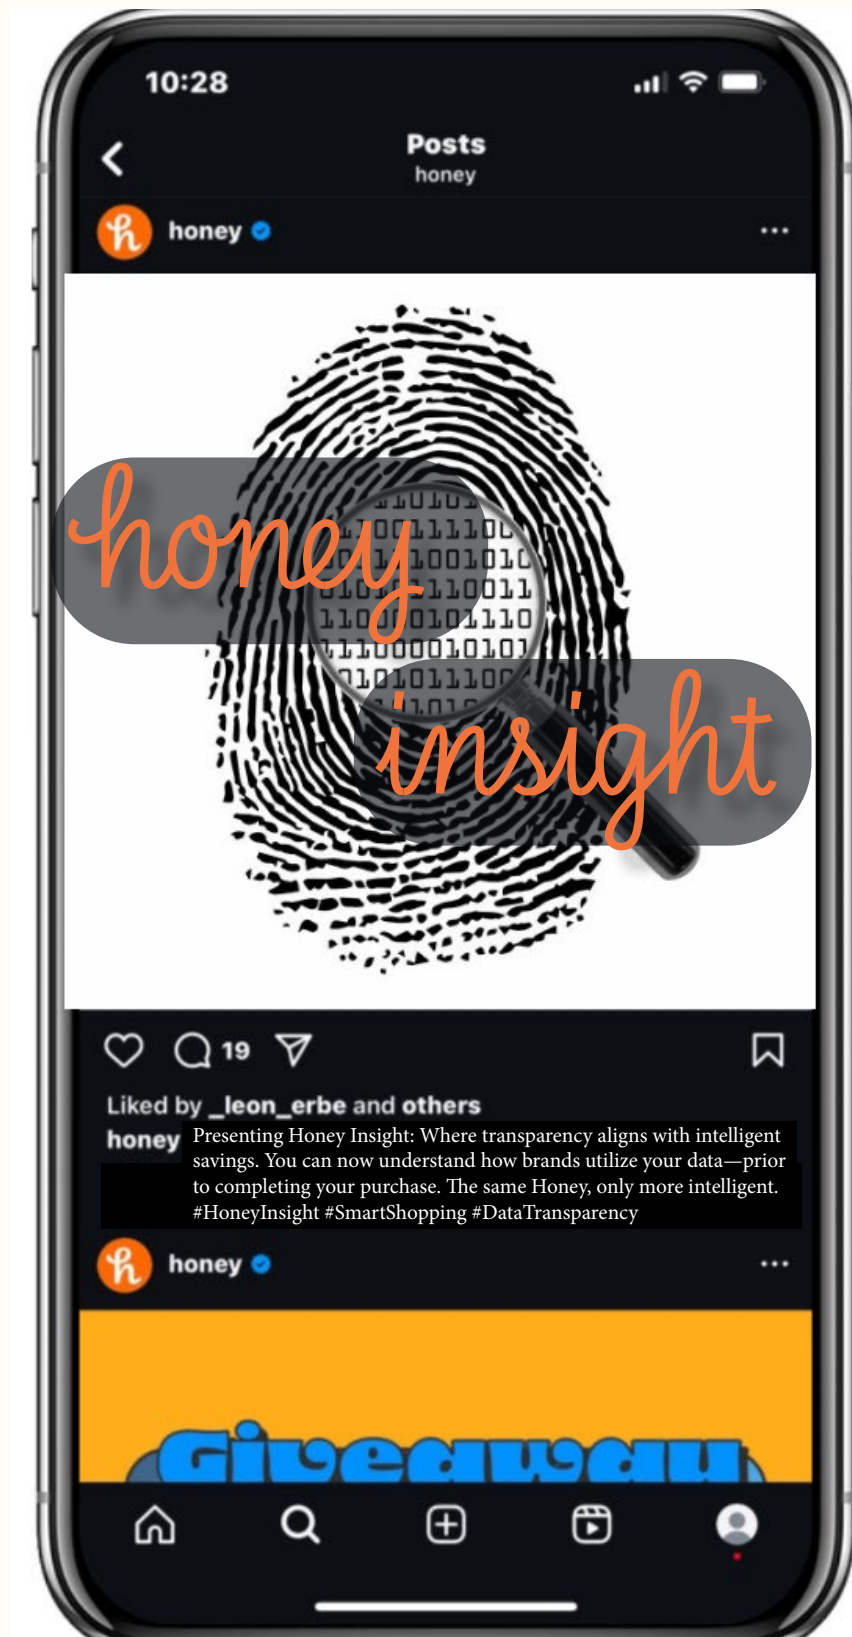 10:28
Posts
honey
honey
honey
insight
19
Liked by _leon_erbe and others
honey Presenting Honey Insight: Where transparency aligns with intelligent
savings. You can now understand how brands utilize your data—prior
to completing your purchase. The same Honey, only more intelligent.
#HoneyInsight #SmartShopping #DataTransparency
honey
Giveaway